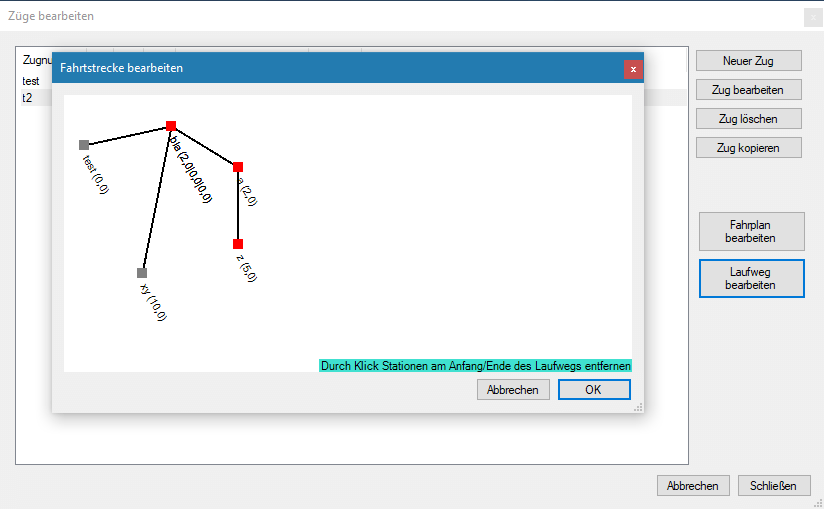 Züge bearbeiten
x
Zugnu
test
t2
Fahrtstrecke bearbeiten
x
test (0,0)
bla (2,0|0,0|0,0)
a (2,0)
z (5,0)
xy (10,0)
Durch Klick Stationen am Anfang/Ende des Laufwegs entfernen
Abbrechen
OK
Neuer Zug
Zug bearbeiten
Zug löschen
Zug kopieren
Fahrplan
bearbeiten
Laufweg
bearbeiten
Abbrechen
Schließen